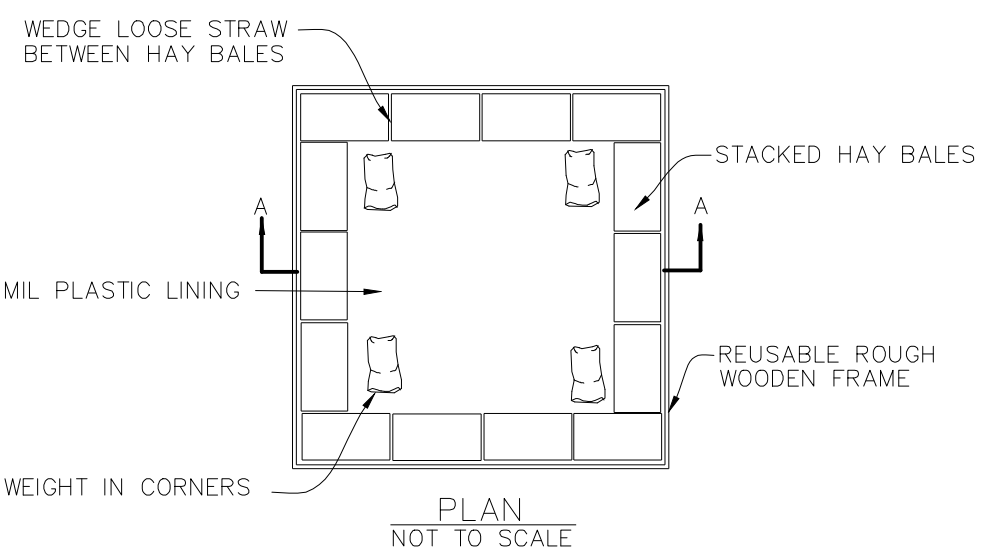 WEDGE LOOSE STRAW
BETWEEN HAY BALES
STACKED HAY BALES
A
A
MIL PLASTIC LINING
REUSABLE ROUGH
WOODEN FRAME
WEIGHT IN CORNERS
PLAN
NOT TO SCALE